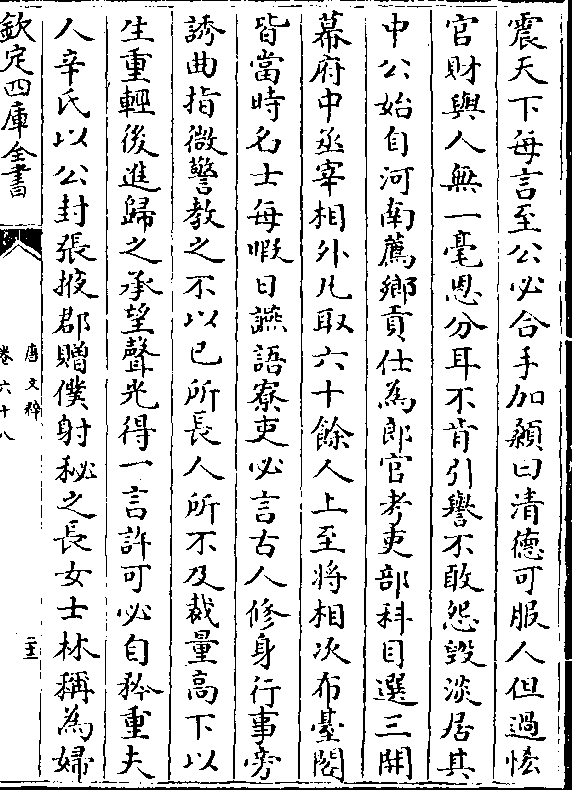 震天下每言至公必合手加顙曰清德可服人但過恡
官財與人無一毫恩分耳不肯引譽不敢怨毀淡居其
中公始自河南薦鄉貢仕為郎官考吏部科目選三開
幕府中丞宰相外凡取六十餘人上至將相次布臺閣
皆當時名士每暇日讌語寮吏必言古人修身行事旁
誘曲指微警教之不以已所長人所不及裁量高下以
生重輕後進歸之承望聲光得一言許可必自矜重夫
人辛氏以公封張掖郡贈僕射秘之長女士林稱為婦
欽定四庫全書
唐文粹
卷六十八
二十三